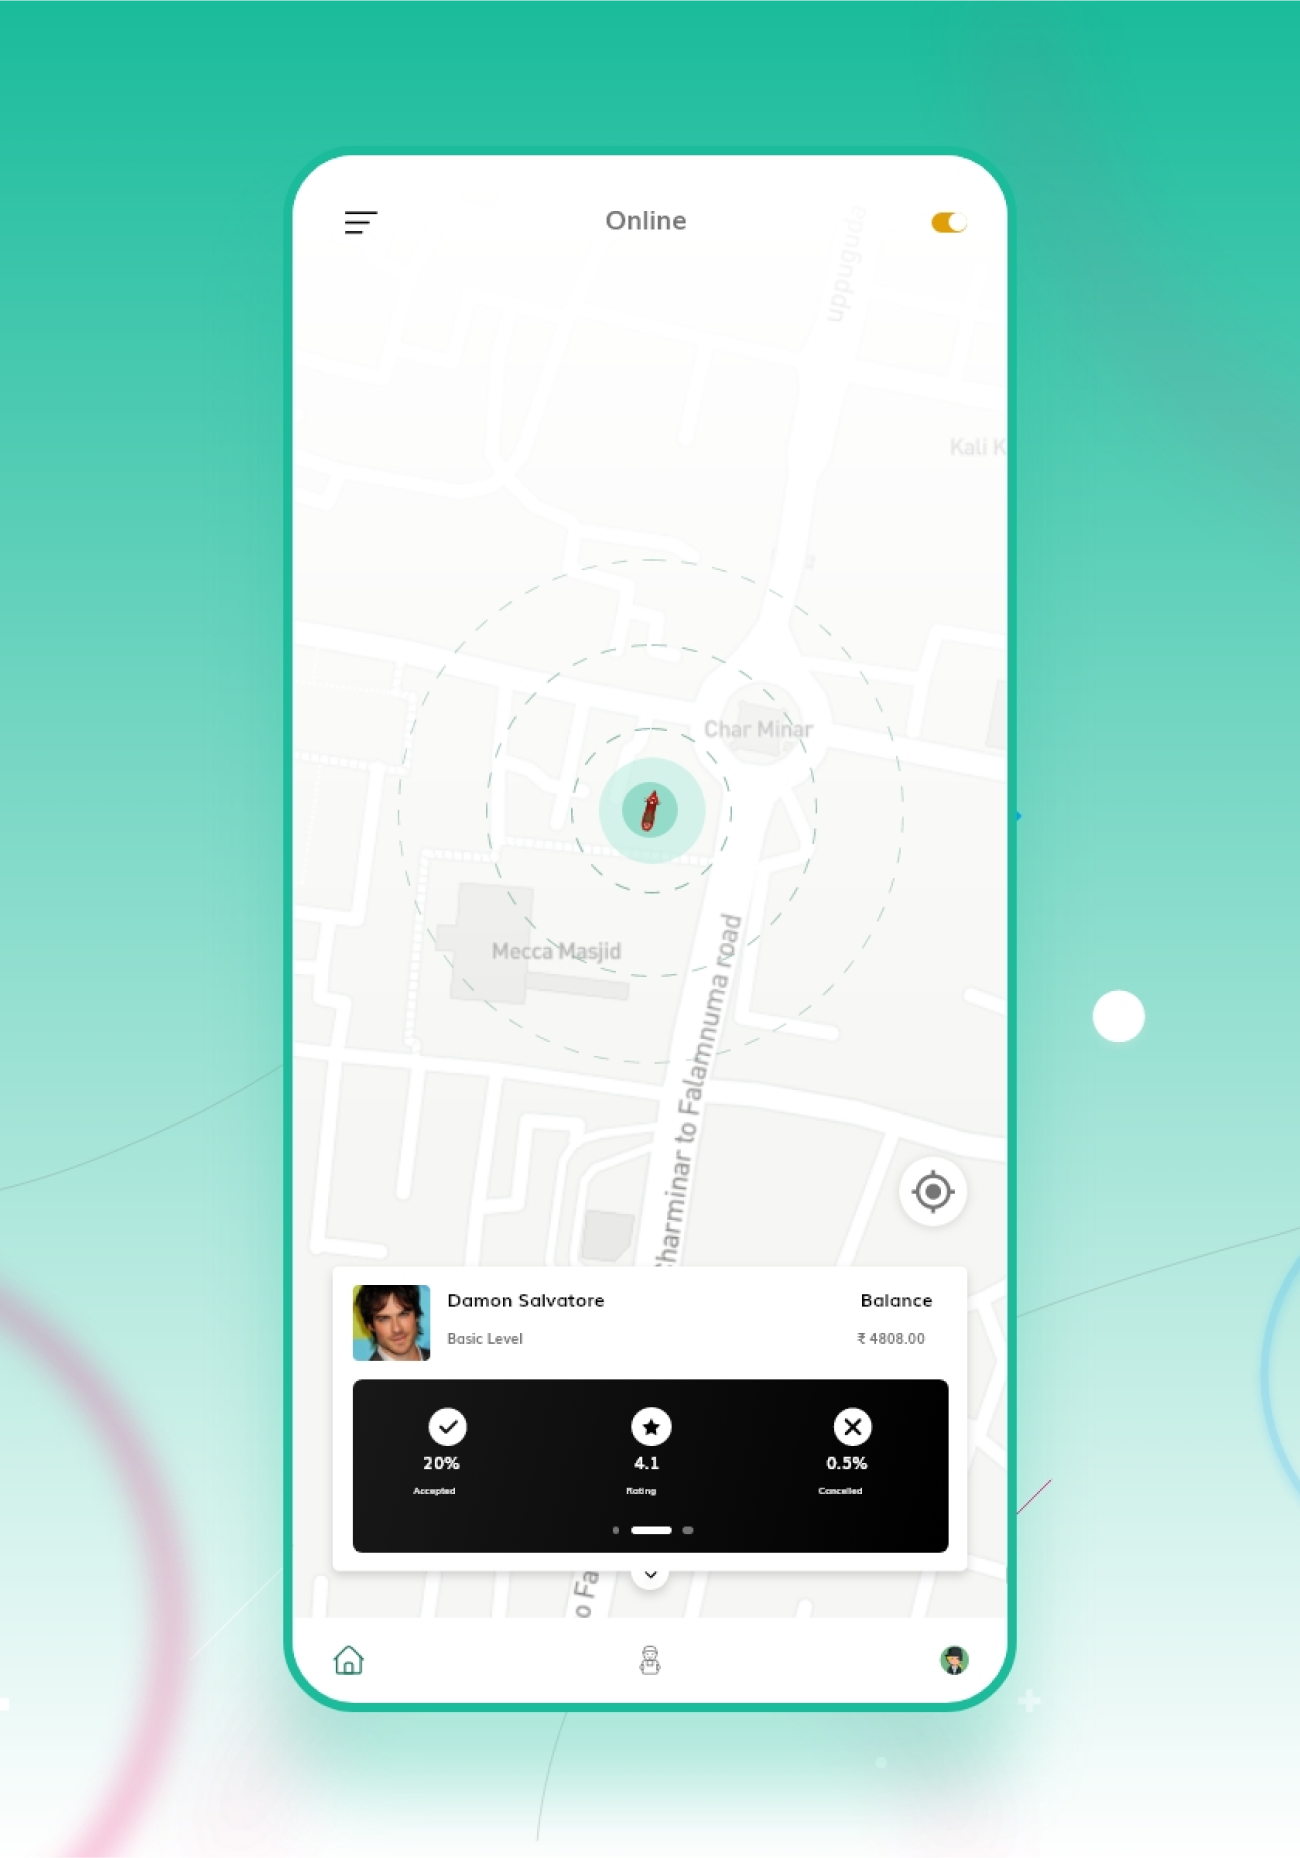 Online
uppuguda
Kali K
Char Minar
Mecca Masjid
Charminar to Falamnuma road
Damon Salvatore
Balance
Basic Level
₹ 4808.00
20%
4.1
0.5%
Accepted
Rating
Cancelled
o Fa